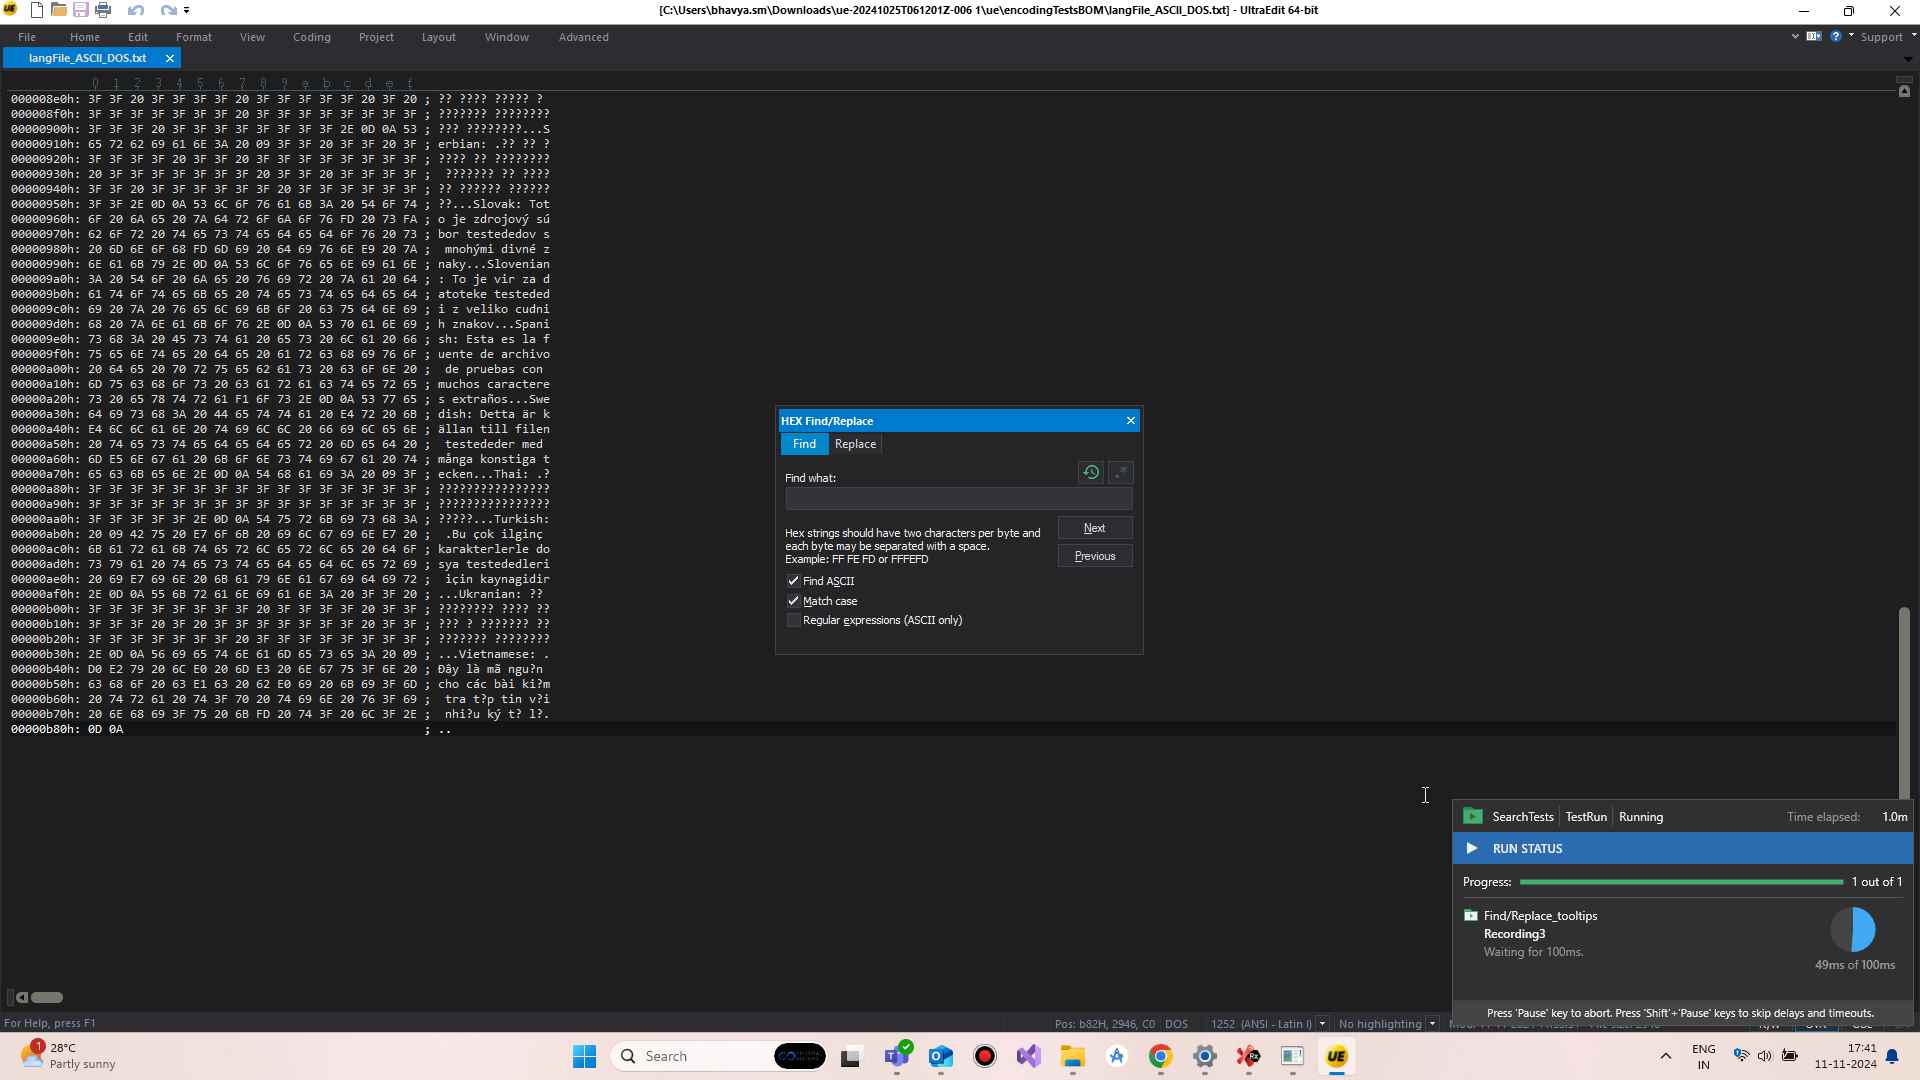 [C:\Users\bhavya.sm\Downloads\ue-20241025T061201Z-006 1\ue\encodingTestsBOM\langFile_ASCII_DOS.txt] - UltraEdit 64-bit
File Home Edit Format View Coding Project Layout Window Advanced Support
langFile_ASCII_DOS.txt
0 1 2 3 4 5 6 7 8 9 a b c d e f
000008e0h: 3F 3F 20 3F 3F 3F 3F 20 3F 3F 3F 3F 3F 20 3F 20 ; ?? ???? ????? ?
000008f0h: 3F 3F 3F 3F 3F 3F 3F 20 3F 3F 3F 3F 3F 3F 3F 3F ; ??????? ????????
00000900h: 3F 3F 3F 20 3F 3F 3F 3F 3F 3F 3F 3F 2E 0D 0A 53 ; ??? ????????...S
00000910h: 65 72 62 69 61 6E 3A 20 09 3F 3F 20 3F 3F 20 3F ; erbian: .?? ?? ?
00000920h: 3F 3F 3F 3F 20 3F 3F 20 3F 3F 3F 3F 3F 3F 3F 3F ; ???? ?? ????????
00000930h: 20 3F 3F 3F 3F 3F 3F 3F 20 3F 3F 20 3F 3F 3F 3F ;  ??????? ?? ????
00000940h: 3F 3F 20 3F 3F 3F 3F 3F 3F 20 3F 3F 3F 3F 3F 3F ; ?? ?????? ??????
00000950h: 3F 3F 2E 0D 0A 53 6C 6F 76 61 6B 3A 20 54 6F 74 ; ??...Slovak: Tot
00000960h: 6F 20 6A 65 20 7A 64 72 6F 6A 6F 76 FD 20 73 FA ; o je zdrojový sú
00000970h: 62 6F 72 20 74 65 73 74 65 64 65 64 6F 76 20 73 ; bor testededov s
00000980h: 20 6D 6E 6F 68 FD 6D 69 20 64 69 76 6E E9 20 7A ;  mnohými divné z
00000990h: 6E 61 6B 79 2E 0D 0A 53 6C 6F 76 65 6E 69 61 6E ; naky...Slovenian
000009a0h: 3A 20 54 6F 20 6A 65 20 76 69 72 20 7A 61 20 64 ; : To je vir za d
000009b0h: 61 74 6F 74 65 6B 65 20 74 65 73 74 65 64 65 64 ; atoteke testeded
000009c0h: 69 20 7A 20 76 65 6C 69 6B 6F 20 63 75 64 6E 69 ; i z veliko cudni
000009d0h: 68 20 7A 6E 61 6B 6F 76 2E 0D 0A 53 70 61 6E 69 ; h znakov...Spani
000009e0h: 73 68 3A 20 45 73 74 61 20 65 73 20 6C 61 20 66 ; sh: Esta es la f
000009f0h: 75 65 6E 74 65 20 64 65 20 61 72 63 68 69 76 6F ; uente de archivo
00000a00h: 20 64 65 20 70 72 75 65 62 61 73 20 63 6F 6E 20 ;  de pruebas con
00000a10h: 6D 75 63 68 6F 73 20 63 61 72 61 63 74 65 72 65 ; muchos caractere
00000a20h: 73 20 65 78 74 72 61 F1 6F 73 2E 0D 0A 53 77 65 ; s extraños...Swe
00000a30h: 64 69 73 68 3A 20 44 65 74 74 61 20 E4 72 20 6B ; dish: Detta är k
00000a40h: E4 6C 6C 61 6E 20 74 69 6C 6C 20 66 69 6C 65 6E ; ällan till filen
00000a50h: 20 74 65 73 74 65 64 65 64 65 72 20 6D 65 64 20 ;  testededer med
00000a60h: 6D E5 6E 67 61 20 6B 6F 6E 73 74 69 67 61 20 74 ; många konstiga t
00000a70h: 65 63 6B 65 6E 2E 0D 0A 54 68 61 69 3A 20 09 3F ; ecken...Thai: .?
00000a80h: 3F 3F 3F 3F 3F 3F 3F 3F 3F 3F 3F 3F 3F 3F 3F 3F ; ????????????????
00000a90h: 3F 3F 3F 3F 3F 3F 3F 3F 3F 3F 3F 3F 3F 3F 3F 3F ; ????????????????
00000aa0h: 3F 3F 3F 3F 3F 2E 0D 0A 54 75 72 6B 69 73 68 3A ; ?????...Turkish:
00000ab0h: 20 09 42 75 20 E7 6F 6B 20 69 6C 67 69 6E E7 20 ;  .Bu çok ilginç
00000ac0h: 6B 61 72 61 6B 74 65 72 6C 65 72 6C 65 20 64 6F ; karakterlerle do
00000ad0h: 73 79 61 20 74 65 73 74 65 64 65 64 6C 65 72 69 ; sya testededleri
00000ae0h: 20 69 E7 69 6E 20 6B 61 79 6E 61 67 69 64 69 72 ;  için kaynagidir
00000af0h: 2E 0D 0A 55 6B 72 61 6E 69 61 6E 3A 20 3F 3F 20 ; ...Ukranian: ??
00000b00h: 3F 3F 3F 3F 3F 3F 3F 3F 20 3F 3F 3F 3F 20 3F 3F ; ???????? ???? ??
00000b10h: 3F 3F 3F 20 3F 20 3F 3F 3F 3F 3F 3F 3F 20 3F 3F ; ??? ? ??????? ??
00000b20h: 3F 3F 3F 3F 3F 3F 3F 20 3F 3F 3F 3F 3F 3F 3F 3F ; ??????? ????????
00000b30h: 2E 0D 0A 56 69 65 74 6E 61 6D 65 73 65 3A 20 09 ; ...Vietnamese: .
00000b40h: D0 E2 79 20 6C E0 20 6D E3 20 6E 67 75 3F 6E 20 ; Ðây là mã ngu?n
00000b50h: 63 68 6F 20 63 E1 63 20 62 E0 69 20 6B 69 3F 6D ; cho các bài ki?m
00000b60h: 20 74 72 61 20 74 3F 70 20 74 69 6E 20 76 3F 69 ;  tra t?p tin v?i
00000b70h: 20 6E 68 69 3F 75 20 6B FD 20 74 3F 20 6C 3F 2E ;  nhi?u ký t? l?.
00000b80h: 0D 0A ; ..
HEX Find/Replace
Find Replace
Find what:
Hex strings should have two characters per byte and
each byte may be separated with a space.
Example: FF FE FD or FFFEFD
Next
Previous
Find ASCII
Match case
Regular expressions (ASCII only)
SearchTests TestRun Running Time elapsed: 1.0m
RUN STATUS
Progress: 1 out of 1
Find/Replace_tooltips
Recording3
Waiting for 100ms.
49ms of 100ms
Press 'Pause' key to abort. Press 'Shift'+'Pause' keys to skip delays and timeouts.
For Help, press F1
Pos: b82H, 2946, C0 DOS 1252 (ANSI - Latin I) No highlighting
28°C
Partly sunny
Search
ENG
IN
17:41
11-11-2024